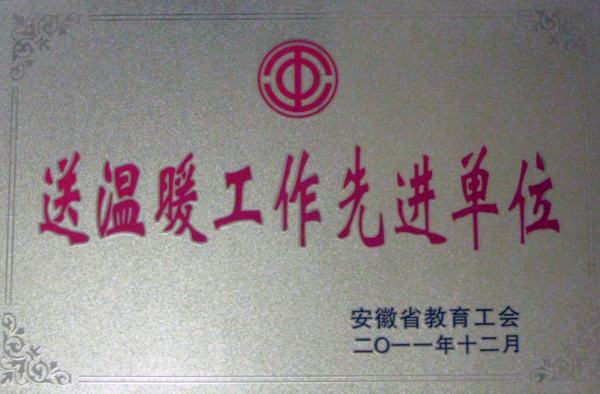 送温暖工作先进单位
安徽省教育工会
二〇一一年十二月